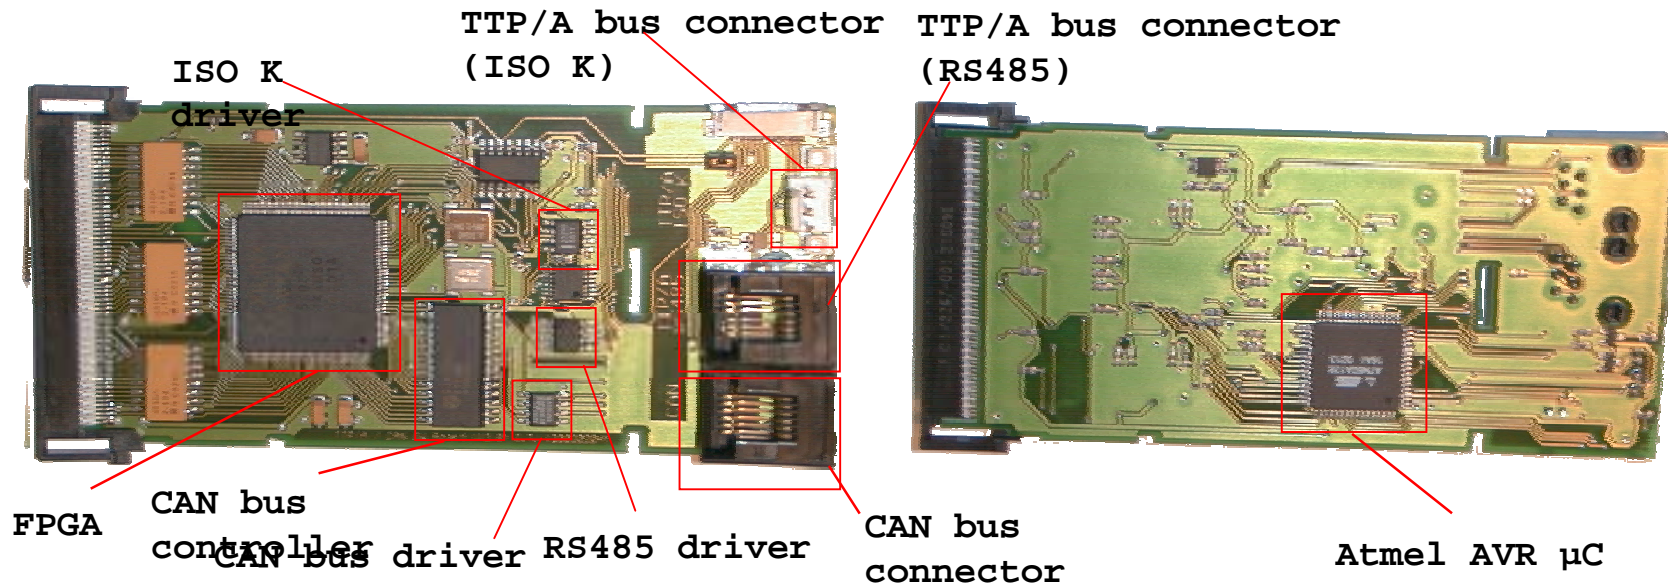 TTP/A bus connector
(ISO K)
TTP/A bus connector
(RS485)
ISO K
driver
FPGA
CAN bus
controller
CAN bus driver
RS485 driver
CAN bus
connector
Atmel AVR µC